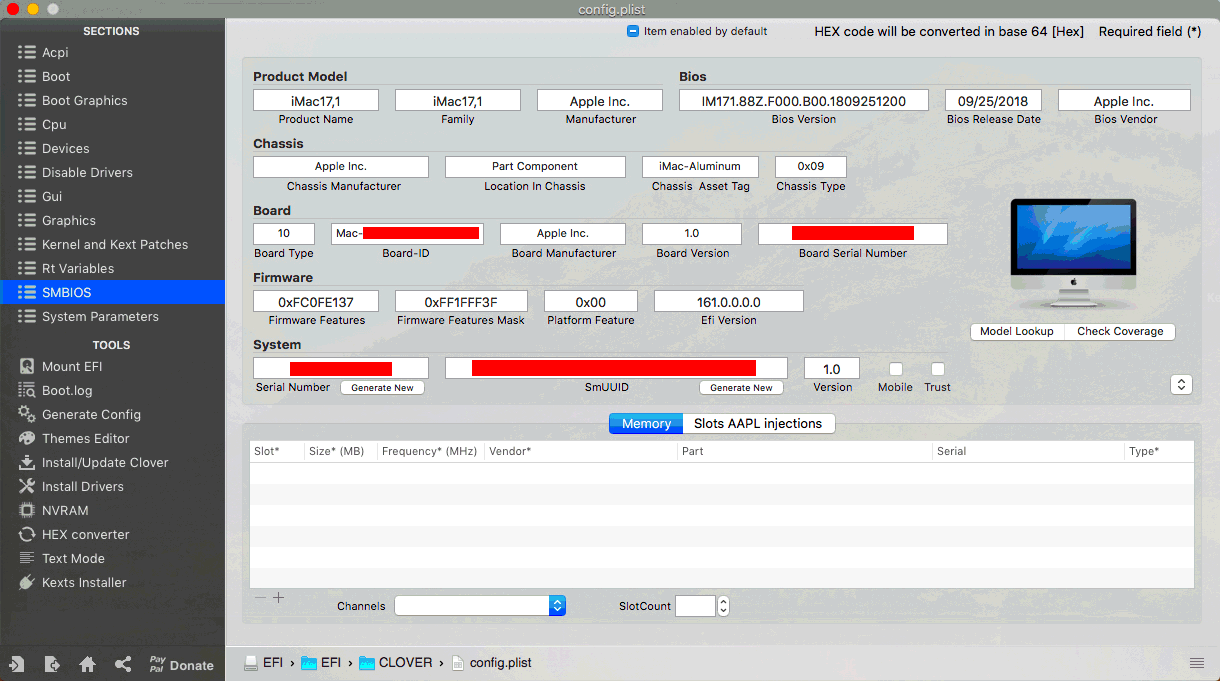 config.plist
SECTIONS
Acpi
Boot
Boot Graphics
Cpu
Devices
Disable Drivers
Gui
Graphics
Kernel and Kext Patches
Rt Variables
SMBIOS
System Parameters
TOOLS
Mount EFI
Boot.log
Generate Config
Themes Editor
Install/Update Clover
Install Drivers
NVRAM
HEX converter
Text Mode
Kexts Installer
Pay
Pal
Donate
Item enabled by default
HEX code will be converted in base 64 [Hex]
Required field (*)
Product Model
iMac17,1
iMac17,1
Apple Inc.
Product Name
Family
Manufacturer
Bios
IM171.88Z.F000.B00.1809251200
09/25/2018
Apple Inc.
Bios Version
Bios Release Date
Bios Vendor
Chassis
Apple Inc.
Part Component
iMac-Aluminum
0x09
Chassis Manufacturer
Location In Chassis
Chassis Asset Tag
Chassis Type
Board
10
Mac-
Apple Inc.
1.0
Board Type
Board-ID
Board Manufacturer
Board Version
Board Serial Number
Firmware
0xFC0FE137
0xFF1FFF3F
0x00
161.0.0.0.0
Firmware Features
Firmware Features Mask
Platform Feature
Efi Version
System
1.0
Serial Number
Generate New
SmUUID
Generate New
Version
Mobile
Trust
Model Lookup
Check Coverage
Memory
Slots AAPL injections
Slot*
Size* (MB)
Frequency* (MHz)
Vendor*
Part
Serial
Type*
Channels
SlotCount
EFI › EFI › CLOVER › config.plist